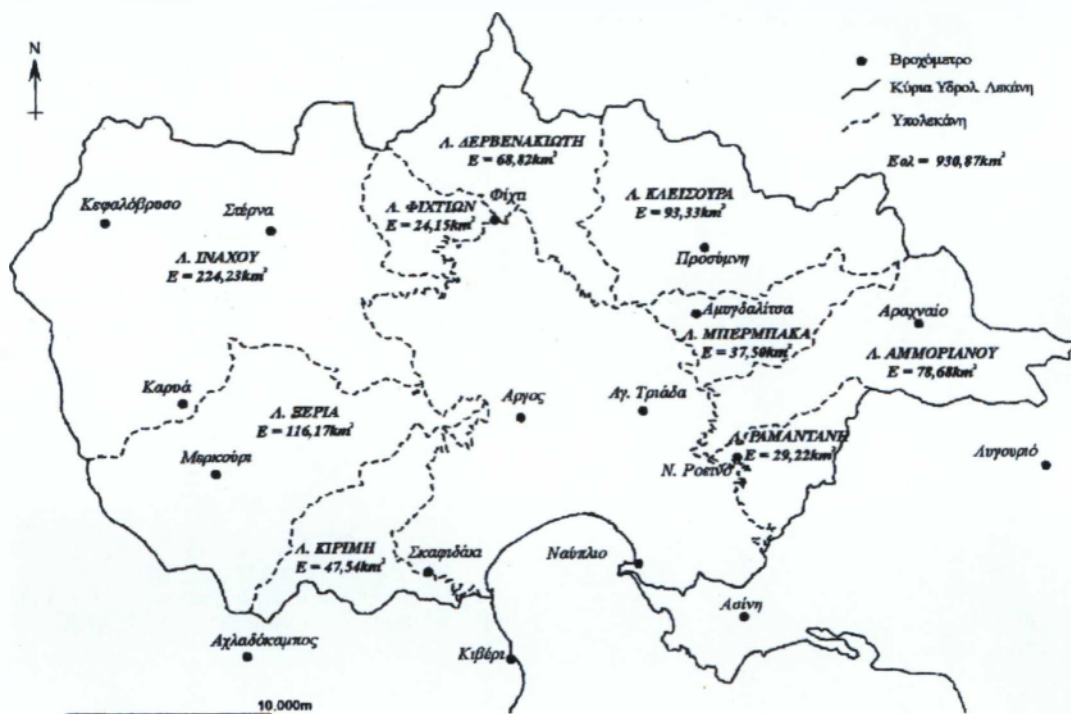 N
Βροχόμετρο
Κύρια Υδρολ. Λεκάνη
Υπολεκάνη
Εολ = 930,87km²
Λ. ΔΕΡΒΕΝΑΚΙΩΤΗ
E = 68,82km²
Φίχτι
Λ. ΚΛΕΙΣΟΥΡΑ
E = 93,33km²
Κεφαλόβρυσο
Στέρνα
Λ. ΦΙΧΤΙΩΝ
E = 24,15km²
Προσύμνη
Λ. ΙΝΑΧΟΥ
E = 224,23km²
Αμυγδαλίτσα
Αραχναίο
Λ. ΜΠΕΡΜΠΑΚΑ
E = 37,50km²
Λ. ΑΜΜΟΡΙΑΝΟΥ
E = 78,68km²
Καρυά
Λ. ΞΕΡΙΑ
E = 116,17km²
Αργος
Αγ. Τριάδα
Λ. ΡΑΜΑΝΤΑΝΗ
E = 29,22km²
Μερκούρι
Ν. Ροεινό
Λυγουριό
Λ. ΚΙΡΙΜΗ
E = 47,54km²
Σκαφιδάκι
Ναύπλιο
Ασίνη
Αχλαδόκαμπος
Κιβέρι
10.000m